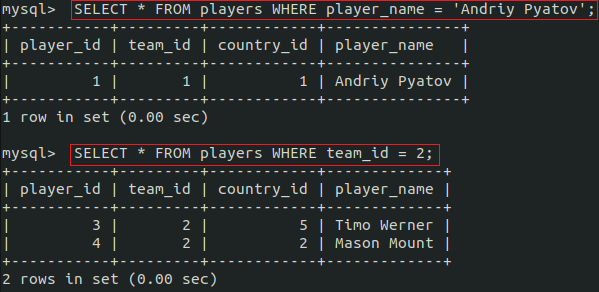 mysql> SELECT * FROM players WHERE player_name = 'Andriy Pyatov';
+-----------+---------+------------+---------------+
| player_id | team_id | country_id | player_name   |
+-----------+---------+------------+---------------+
|         1 |       1 |          1 | Andriy Pyatov |
+-----------+---------+------------+---------------+
1 row in set (0.00 sec)
mysql> SELECT * FROM players WHERE team_id = 2;
+-----------+---------+------------+-------------+
| player_id | team_id | country_id | player_name |
+-----------+---------+------------+-------------+
|         3 |       2 |          5 | Timo Werner |
|         4 |       2 |          2 | Mason Mount |
+-----------+---------+------------+-------------+
2 rows in set (0.00 sec)